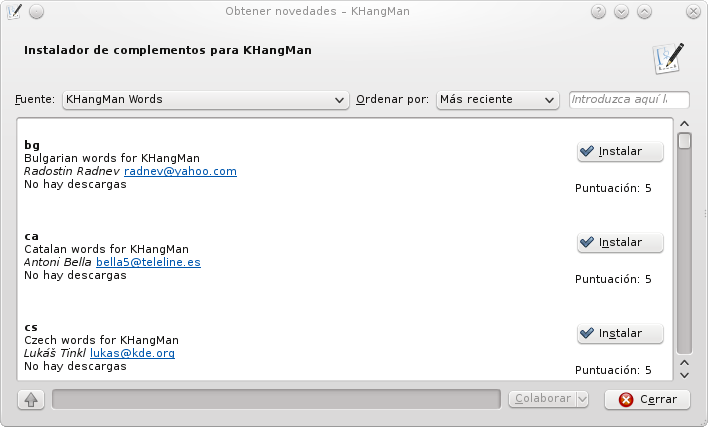 Obtener novedades – KHangMan
Instalador de complementos para KHangMan
Fuente: KHangMan Words Ordenar por: Más reciente Introduzca aquí
bg
Bulgarian words for KHangMan
Radostin Radnev radnev@yahoo.com
No hay descargas
Instalar
Puntuación: 5
ca
Catalan words for KHangMan
Antoni Bella bella5@teleline.es
No hay descargas
Instalar
Puntuación: 5
cs
Czech words for KHangMan
Lukáš Tinkl lukas@kde.org
No hay descargas
Instalar
Puntuación: 5
Colaborar Cerrar